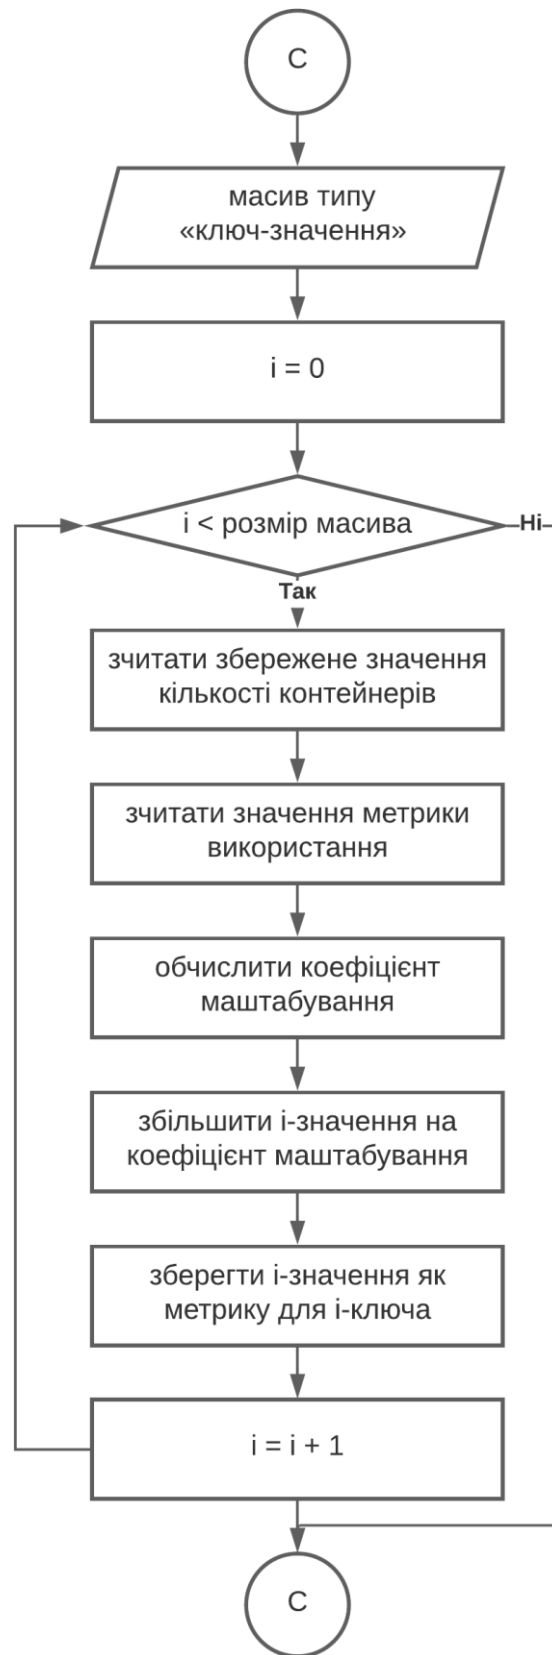 С
масив типу
«ключ-значення»
i = 0
i < розмір масива
Ні
Так
зчитати збережене значення
кількості контейнерів
зчитати значення метрики
використання
обчислити коефіцієнт
маштабування
збільшити i-значення на
коефіцієнт маштабування
зберегти i-значення як
метрику для i-ключа
i = i + 1
С